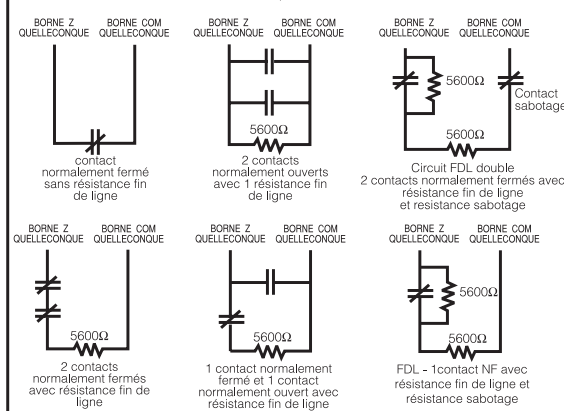 BORNE Z BORNE COM
QUELLECONQUE QUELLECONQUE
contact
normalement fermé
sans résistance fin
de ligne
BORNE Z BORNE COM
QUELLECONQUE QUELLECONQUE
5600Ω
2 contacts
normalement ouverts
avec 1 résistance fin
de ligne
BORNE Z BORNE COM
QUELLECONQUE QUELLECONQUE
5600Ω
Contact
sabotage
5600Ω
Circuit FDL double
2 contacts normalement fermés avec
résistance fin de ligne
et resistance sabotage
BORNE Z BORNE COM
QUELLECONQUE QUELLECONQUE
5600Ω
2 contacts
normalement fermés
avec résistance fin de
ligne
BORNE Z BORNE COM
QUELLECONQUE QUELLECONQUE
5600Ω
1 contact normalement
fermé et 1 contact
normalement ouvert avec
résistance fin de ligne
BORNE Z BORNE COM
QUELLECONQUE QUELLECONQUE
5600Ω
5600Ω
FDL - 1contact NF avec
résistance fin de ligne et
résistance sabotage